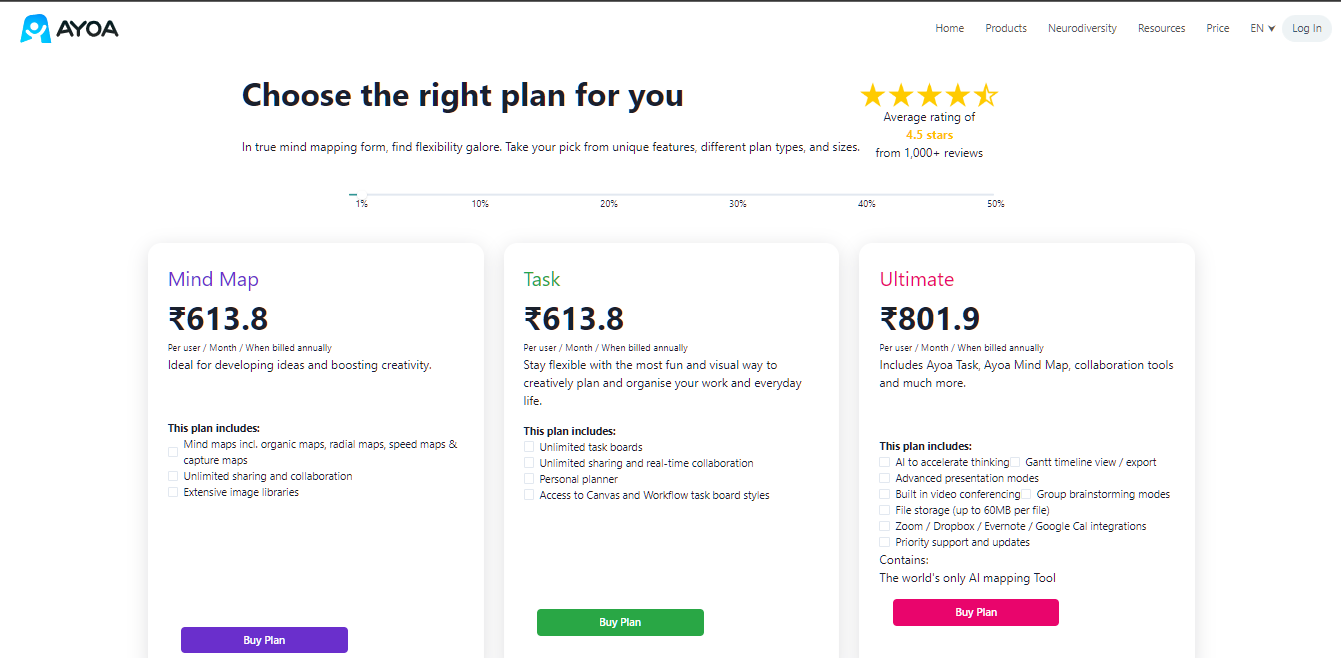 AYOA
Home Products Neurodiversity Resources Price EN Log In
Choose the right plan for you
In true mind mapping form, find flexibility galore. Take your pick from unique features, different plan types, and sizes.
Average rating of
4.5 stars
from 1,000+ reviews
1% 10% 20% 30% 40% 50%
Mind Map
₹613.8
Per user / Month / When billed annually
Ideal for developing ideas and boosting creativity.
This plan includes:
Mind maps incl. organic maps, radial maps, speed maps &
capture maps
Unlimited sharing and collaboration
Extensive image libraries
Buy Plan
Task
₹613.8
Per user / Month / When billed annually
Stay flexible with the most fun and visual way to
creatively plan and organise your work and everyday
life.
This plan includes:
Unlimited task boards
Unlimited sharing and real-time collaboration
Personal planner
Access to Canvas and Workflow task board styles
Buy Plan
Ultimate
₹801.9
Per user / Month / When billed annually
Includes Ayoa Task, Ayoa Mind Map, collaboration tools
and much more.
This plan includes:
AI to accelerate thinking Gantt timeline view / export
Advanced presentation modes
Built in video conferencing Group brainstorming modes
File storage (up to 60MB per file)
Zoom / Dropbox / Evernote / Google Cal integrations
Priority support and updates
Contains:
The world's only AI mapping Tool
Buy Plan